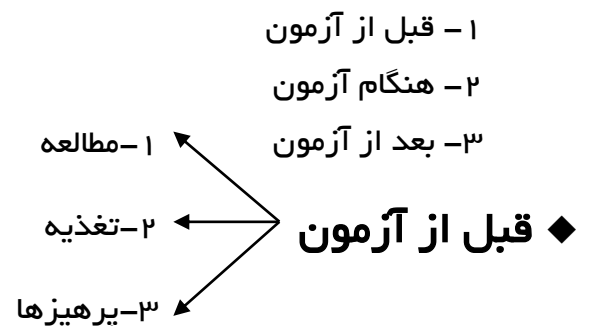 ۱- قبل از آزمون
۲- هنگام آزمون
۳- بعد از آزمون
◆ قبل از آزمون
۱-مطالعه
۲-تغذیه
۳-پرهیزها